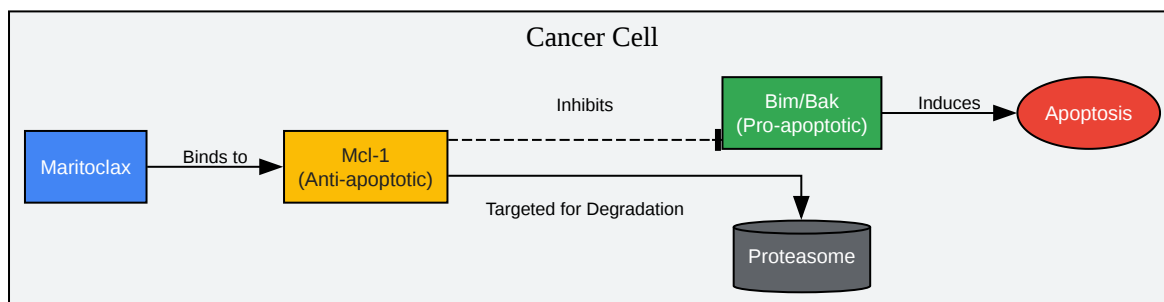 Cancer Cell
Maritoclax
Binds to
Mcl-1
(Anti-apoptotic)
Inhibits
Bim/Bak
(Pro-apoptotic)
Induces
Apoptosis
Targeted for Degradation
Proteasome